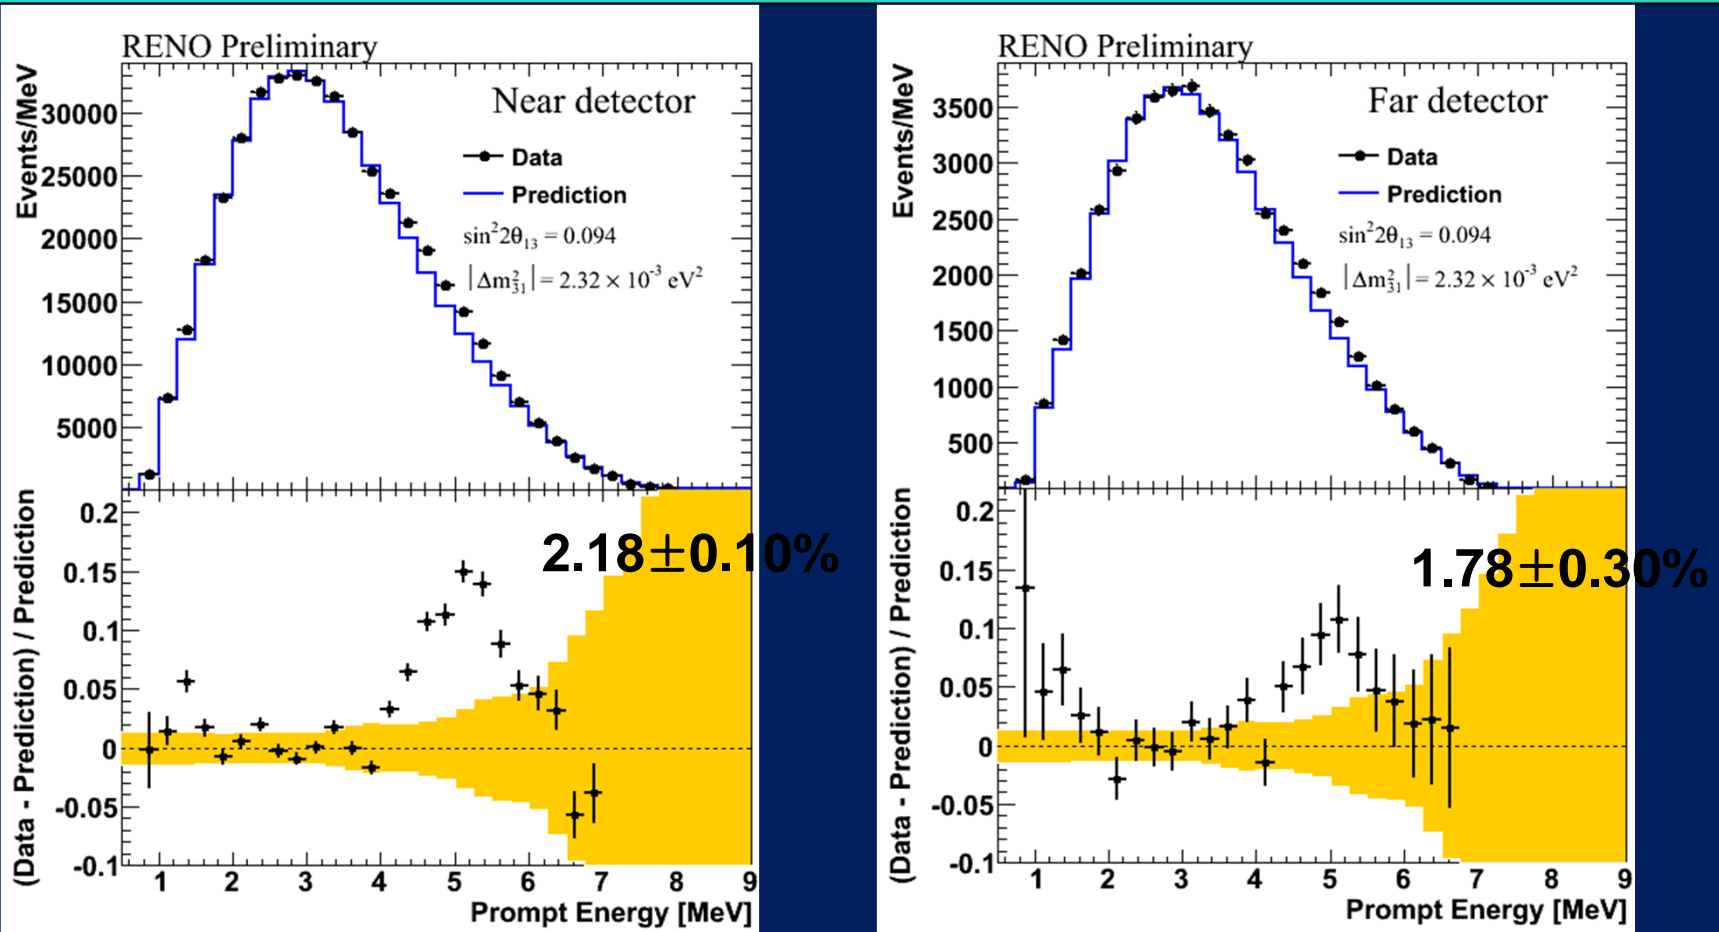 RENO Preliminary
Events/MeV
30000
25000
20000
15000
10000
5000
Near detector
Data
Prediction
sin²2θ₁₃ = 0.094
|Δm²₃₁| = 2.32 × 10⁻³ eV²
(Data - Prediction) / Prediction
0.2
0.15
0.1
0.05
0
-0.05
-0.1
2.18±0.10%
1 2 3 4 5 6 7 8 9
Prompt Energy [MeV]
RENO Preliminary
Events/MeV
3500
3000
2500
2000
1500
1000
500
Far detector
Data
Prediction
sin²2θ₁₃ = 0.094
|Δm²₃₁| = 2.32 × 10⁻³ eV²
(Data - Prediction) / Prediction
0.2
0.15
0.1
0.05
0
-0.05
-0.1
1.78±0.30%
1 2 3 4 5 6 7 8 9
Prompt Energy [MeV]